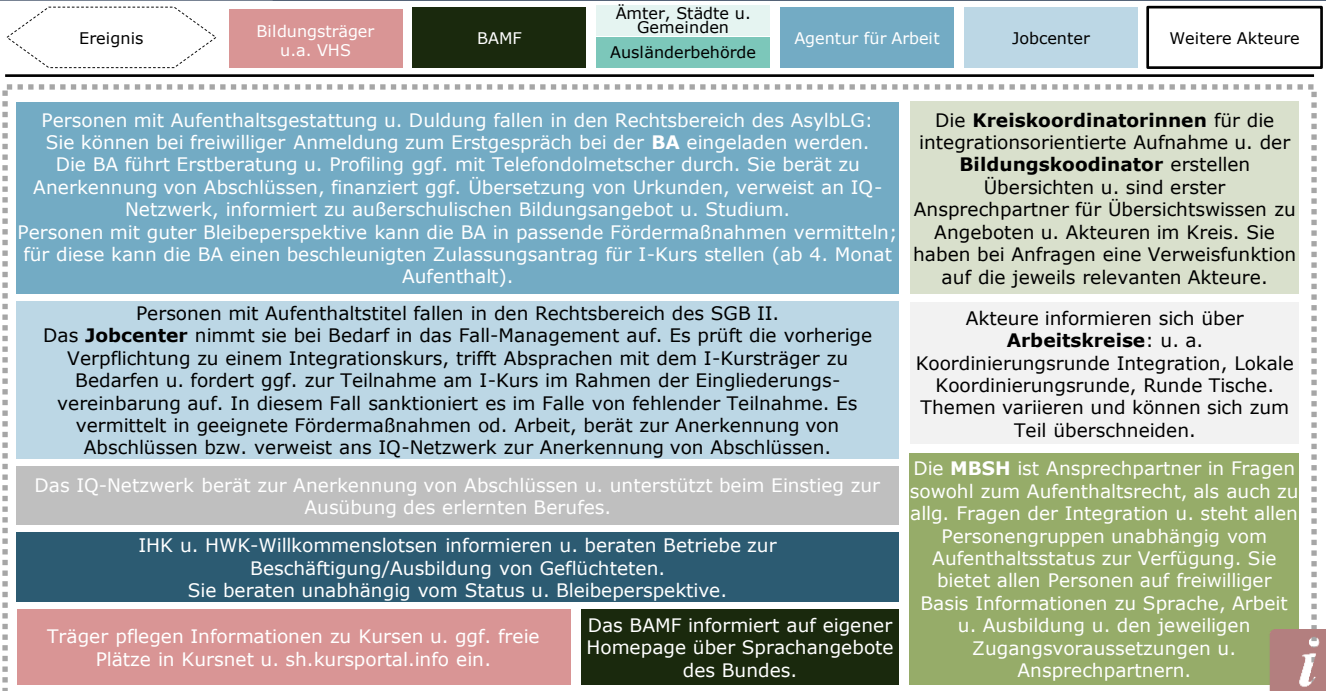 Ereignis
Bildungsträger
u.a. VHS
BAMF
Ämter, Städte u.
Gemeinden
Ausländerbehörde
Agentur für Arbeit
Jobcenter
Weitere Akteure
Personen mit Aufenthaltsgestattung u. Duldung fallen in den Rechtsbereich des AsylbLG:
Sie können bei freiwilliger Anmeldung zum Erstgespräch bei der BA eingeladen werden.
Die BA führt Erstberatung u. Profiling ggf. mit Telefondolmetscher durch. Sie berät zu
Anerkennung von Abschlüssen, finanziert ggf. Übersetzung von Urkunden, verweist an IQ-
Netzwerk, informiert zu außerschulischen Bildungsangebot u. Studium.
Personen mit guter Bleibeperspektive kann die BA in passende Fördermaßnahmen vermitteln;
für diese kann die BA einen beschleunigten Zulassungsantrag für I-Kurs stellen (ab 4. Monat
Aufenthalt).
Personen mit Aufenthaltstitel fallen in den Rechtsbereich des SGB II.
Das Jobcenter nimmt sie bei Bedarf in das Fall-Management auf. Es prüft die vorherige
Verpflichtung zu einem Integrationskurs, trifft Absprachen mit dem I-Kursträger zu
Bedarfen u. fordert ggf. zur Teilnahme am I-Kurs im Rahmen der Eingliederungs-
vereinbarung auf. In diesem Fall sanktioniert es im Falle von fehlender Teilnahme. Es
vermittelt in geeignete Fördermaßnahmen od. Arbeit, berät zur Anerkennung von
Abschlüssen bzw. verweist ans IQ-Netzwerk zur Anerkennung von Abschlüssen.
Das IQ-Netzwerk berät zur Anerkennung von Abschlüssen u. unterstützt beim Einstieg zur
Ausübung des erlernten Berufes.
IHK u. HWK-Willkommenslotsen informieren u. beraten Betriebe zur
Beschäftigung/Ausbildung von Geflüchteten.
Sie beraten unabhängig vom Status u. Bleibeperspektive.
Träger pflegen Informationen zu Kursen u. ggf. freie
Plätze in Kursnet u. sh.kursportal.info ein.
Das BAMF informiert auf eigener
Homepage über Sprachangebote
des Bundes.
Die Kreiskoordinatorinnen für die
integrationsorientierte Aufnahme u. der
Bildungskoodinator erstellen
Übersichten u. sind erster
Ansprechpartner für Übersichtswissen zu
Angeboten u. Akteuren im Kreis. Sie
haben bei Anfragen eine Verweisfunktion
auf die jeweils relevanten Akteure.
Akteure informieren sich über
Arbeitskreise: u. a.
Koordinierungsrunde Integration, Lokale
Koordinierungsrunde, Runde Tische.
Themen variieren und können sich zum
Teil überschneiden.
Die MBSH ist Ansprechpartner in Fragen
sowohl zum Aufenthaltsrecht, als auch zu
allg. Fragen der Integration u. steht allen
Personengruppen unabhängig vom
Aufenthaltsstatus zur Verfügung. Sie
bietet allen Personen auf freiwilliger
Basis Informationen zu Sprache, Arbeit
u. Ausbildung u. den jeweiligen
Zugangsvoraussetzungen u.
Ansprechpartnern.
i